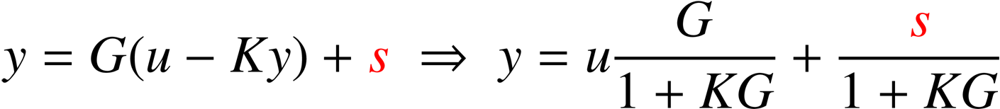 y = G(u − Ky) + s ⇒ y = u G/(1 + KG) + s/(1 + KG)